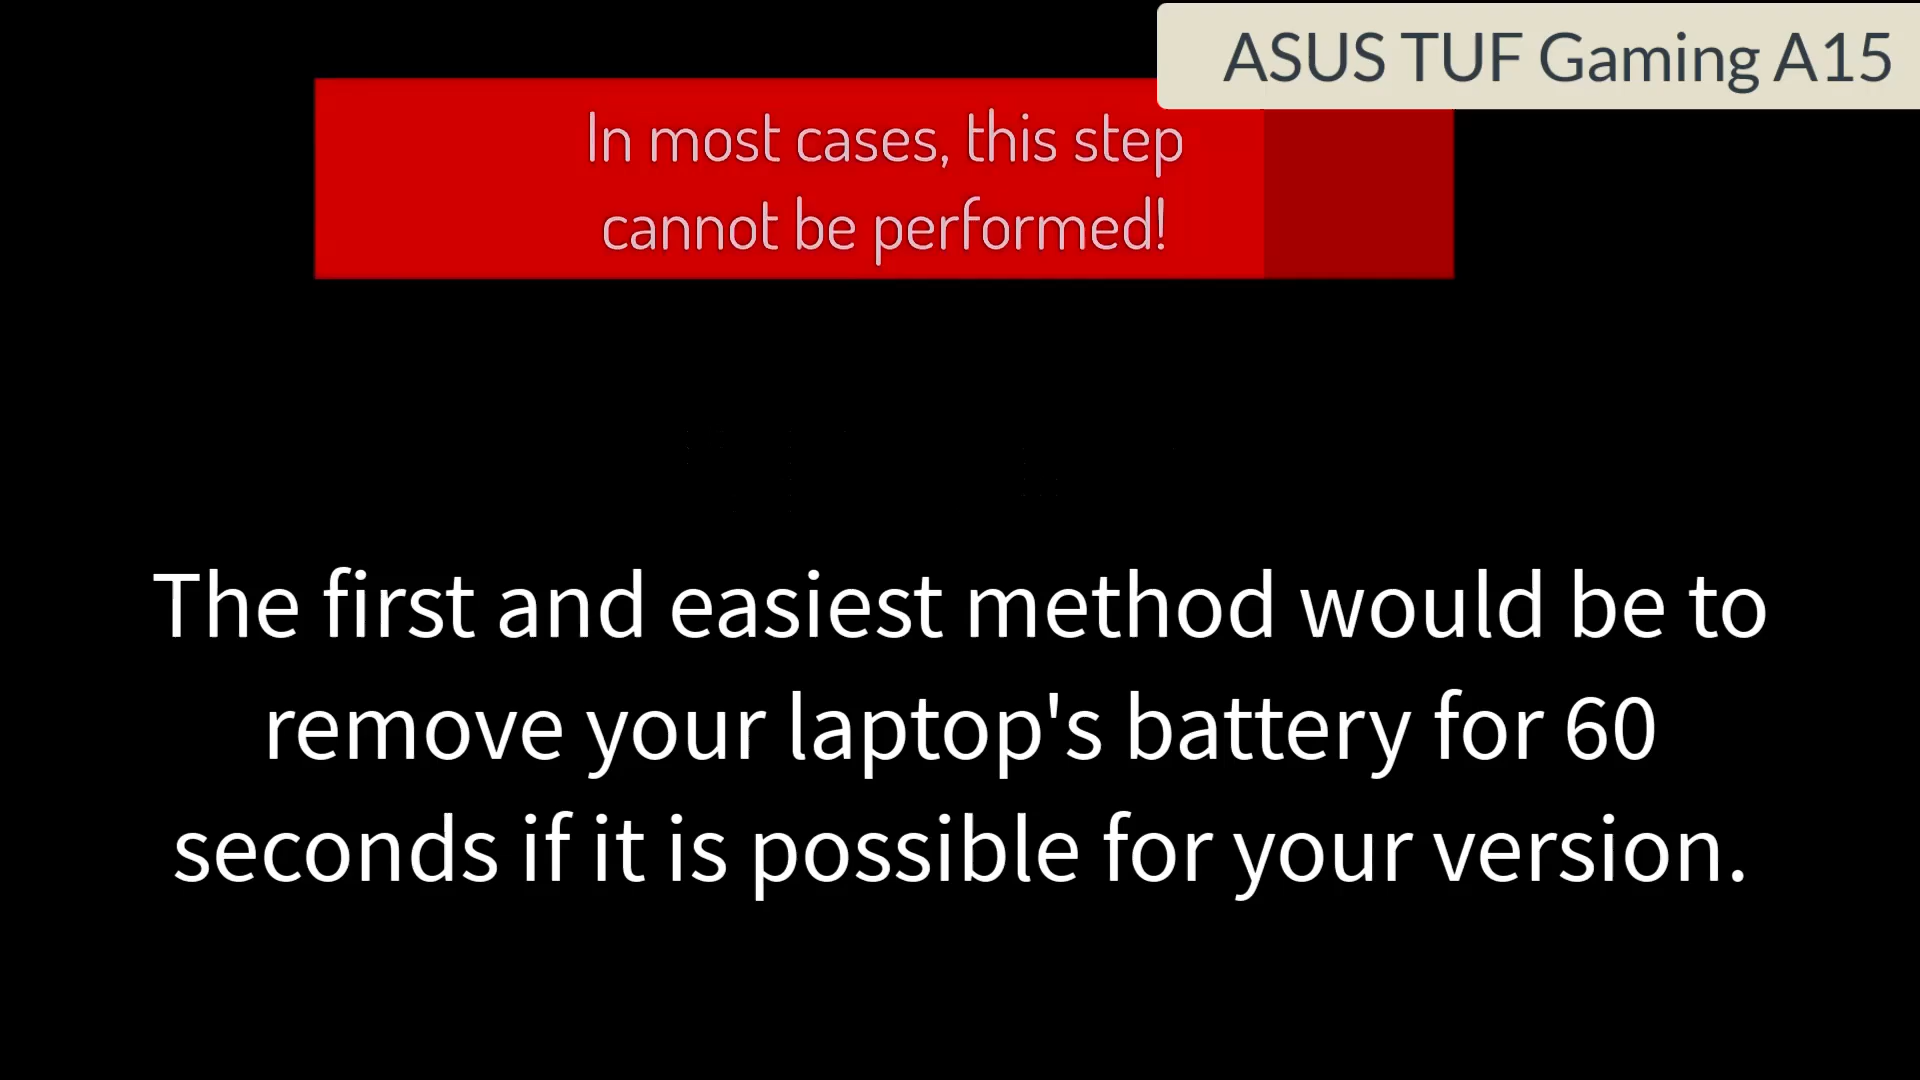 ASUS TUF Gaming A15
In most cases, this step
cannot be performed!
The first and easiest method would be to
remove your laptop's battery for 60
seconds if it is possible for your version.